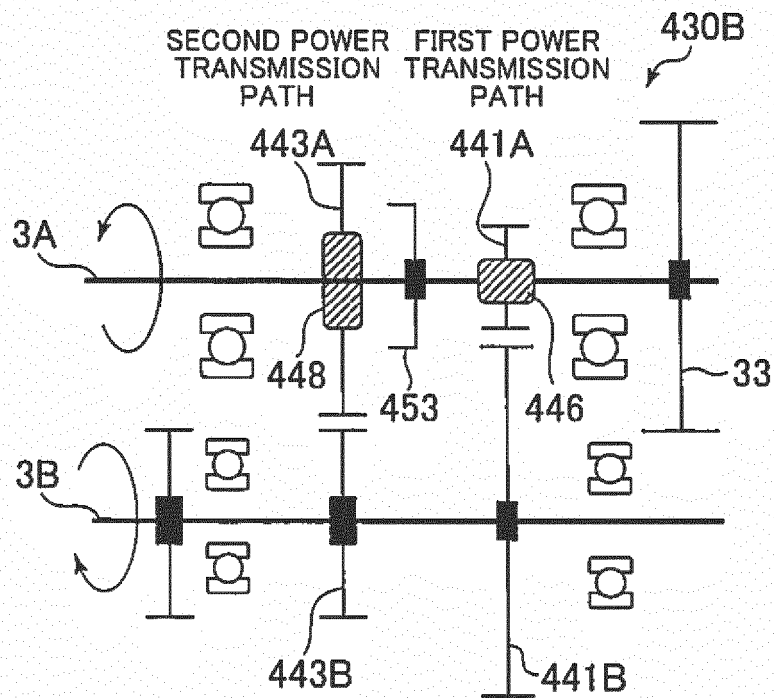 SECOND POWER TRANSMISSION PATH
FIRST POWER TRANSMISSION PATH
430B
443A
441A
3A
448
453
446
33
3B
443B
441B